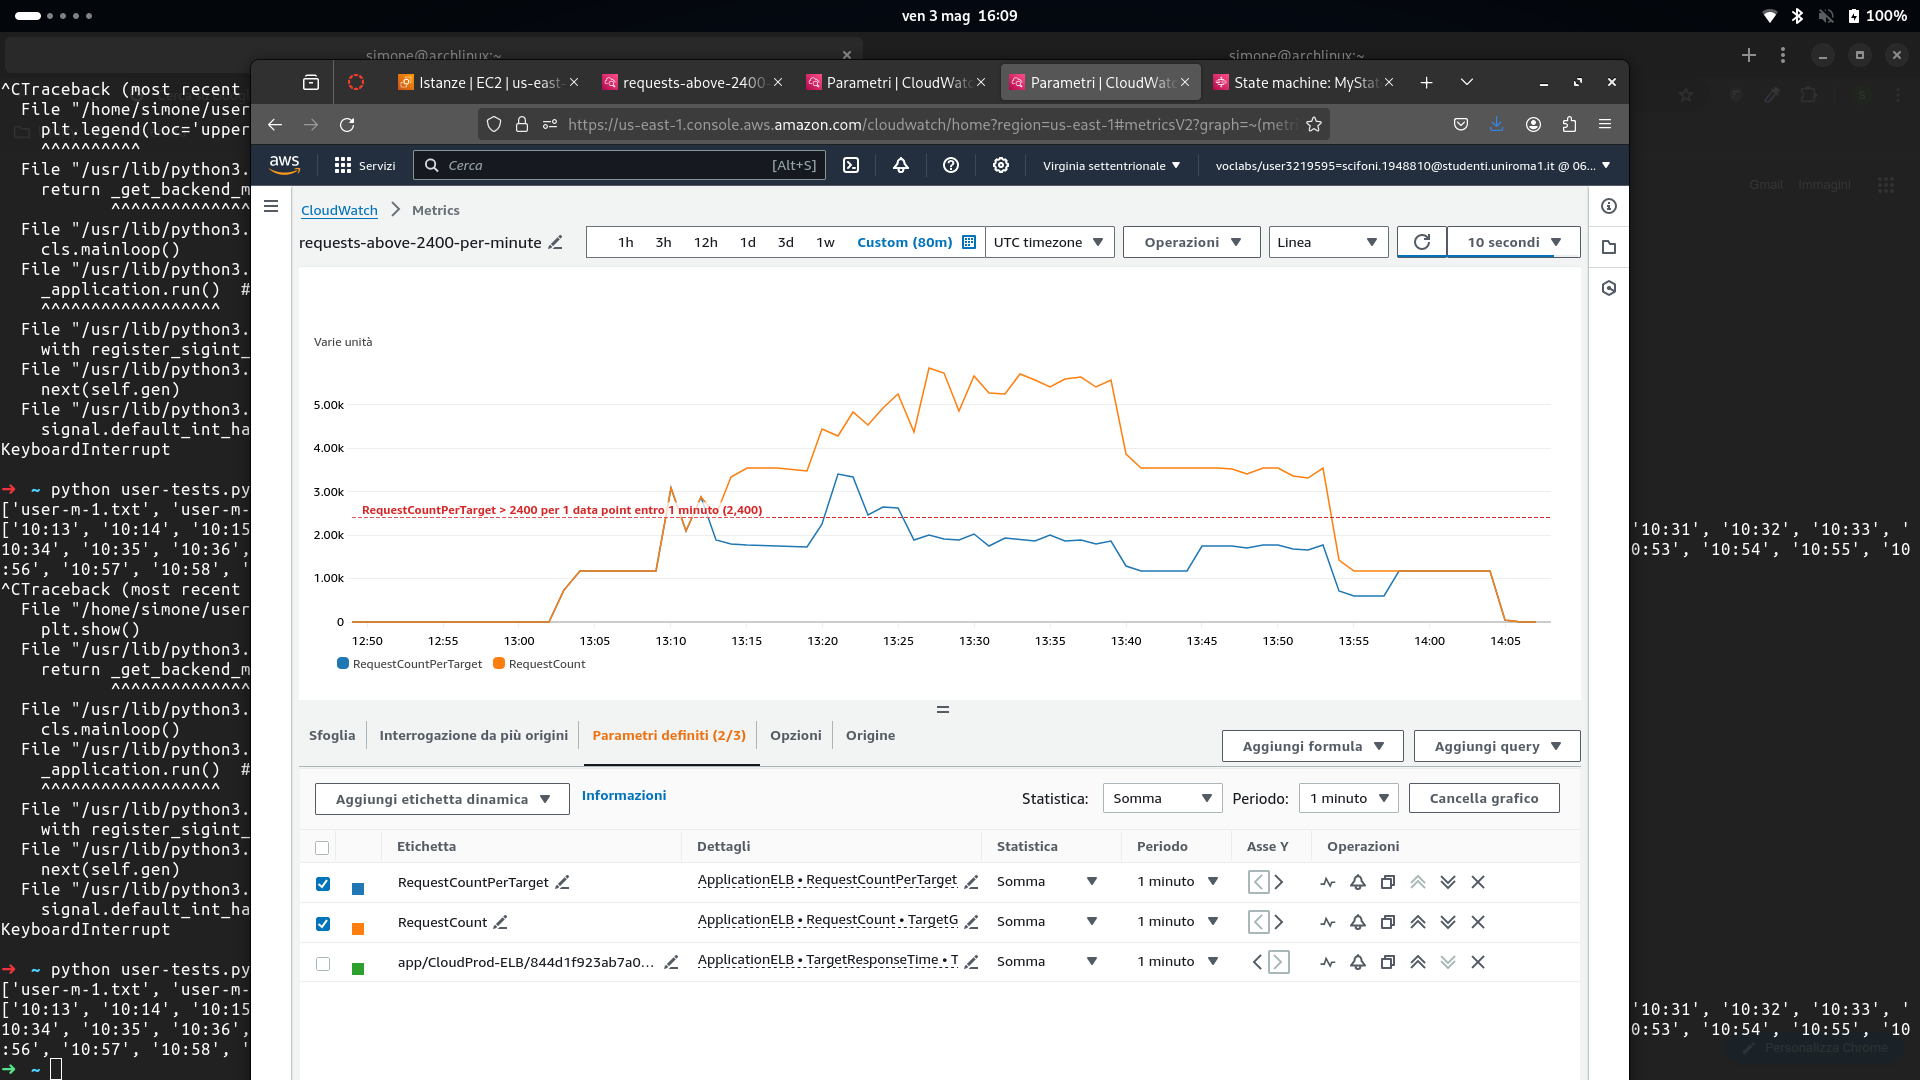 ven 3 mag 16:09
100%
simone@archlinux:~
simone@archlinux:~
^CTraceback (most recent
File "/home/simone/user
plt.legend(loc='upper
^^^^^^^^^^
File "/usr/lib/python3.
return _get_backend_m
^^^^^^^^^^^^^^
File "/usr/lib/python3.
cls.mainloop()
File "/usr/lib/python3.
_application.run() #
^^^^^^^^^^^^^^^^^^
File "/usr/lib/python3.
with register_sigint_
File "/usr/lib/python3.
next(self.gen)
File "/usr/lib/python3.
signal.default_int_ha
KeyboardInterrupt
➜ ~ python user-tests.py
['user-m-1.txt', 'user-m-
['10:13', '10:14', '10:15
10:34', '10:35', '10:36',
:56', '10:57', '10:58', '
^CTraceback (most recent
File "/home/simone/user
plt.show()
File "/usr/lib/python3.
return _get_backend_m
^^^^^^^^^^^^^^
File "/usr/lib/python3.
cls.mainloop()
File "/usr/lib/python3.
_application.run() #
^^^^^^^^^^^^^^^^^^
File "/usr/lib/python3.
with register_sigint_
File "/usr/lib/python3.
next(self.gen)
File "/usr/lib/python3.
signal.default_int_ha
KeyboardInterrupt
➜ ~ python user-tests.py
['user-m-1.txt', 'user-m-
['10:13', '10:14', '10:15
10:34', '10:35', '10:36',
:56', '10:57', '10:58', '
➜ ~
Istanze | EC2 | us-east-
requests-above-2400-
Parametri | CloudWatc
Parametri | CloudWatc
State machine: MyStat
https://us-east-1.console.aws.amazon.com/cloudwatch/home?region=us-east-1#metricsV2?graph=~(metri
aws
Servizi
Cerca
[Alt+S]
Virginia settentrionale
voclabs/user3219595=scifoni.1948810@studenti.uniroma1.it @ 06...
CloudWatch
Metrics
requests-above-2400-per-minute
1h 3h 12h 1d 3d 1w Custom (80m)
UTC timezone
Operazioni
Linea
10 secondi
Varie unità
5.00k
4.00k
3.00k
RequestCountPerTarget > 2400 per 1 data point entro 1 minuto (2,400)
2.00k
1.00k
0
12:50 12:55 13:00 13:05 13:10 13:15 13:20 13:25 13:30 13:35 13:40 13:45 13:50 13:55 14:00 14:05
RequestCountPerTarget RequestCount
Sfoglia
Interrogazione da più origini
Parametri definiti (2/3)
Opzioni
Origine
Aggiungi formula
Aggiungi query
Aggiungi etichetta dinamica
Informazioni
Statistica:
Somma
Periodo:
1 minuto
Cancella grafico
Etichetta Dettagli Statistica Periodo Asse Y Operazioni
RequestCountPerTarget ApplicationELB • RequestCountPerTarget Somma 1 minuto
RequestCount ApplicationELB • RequestCount • TargetG Somma 1 minuto
app/CloudProd-ELB/844d1f923ab7a0... ApplicationELB • TargetResponseTime • T Somma 1 minuto
Gmail Immagini
'10:31', '10:32', '10:33', '
0:53', '10:54', '10:55', '10
'10:31', '10:32', '10:33', '
0:53', '10:54', '10:55', '10
Personalizza Chrome